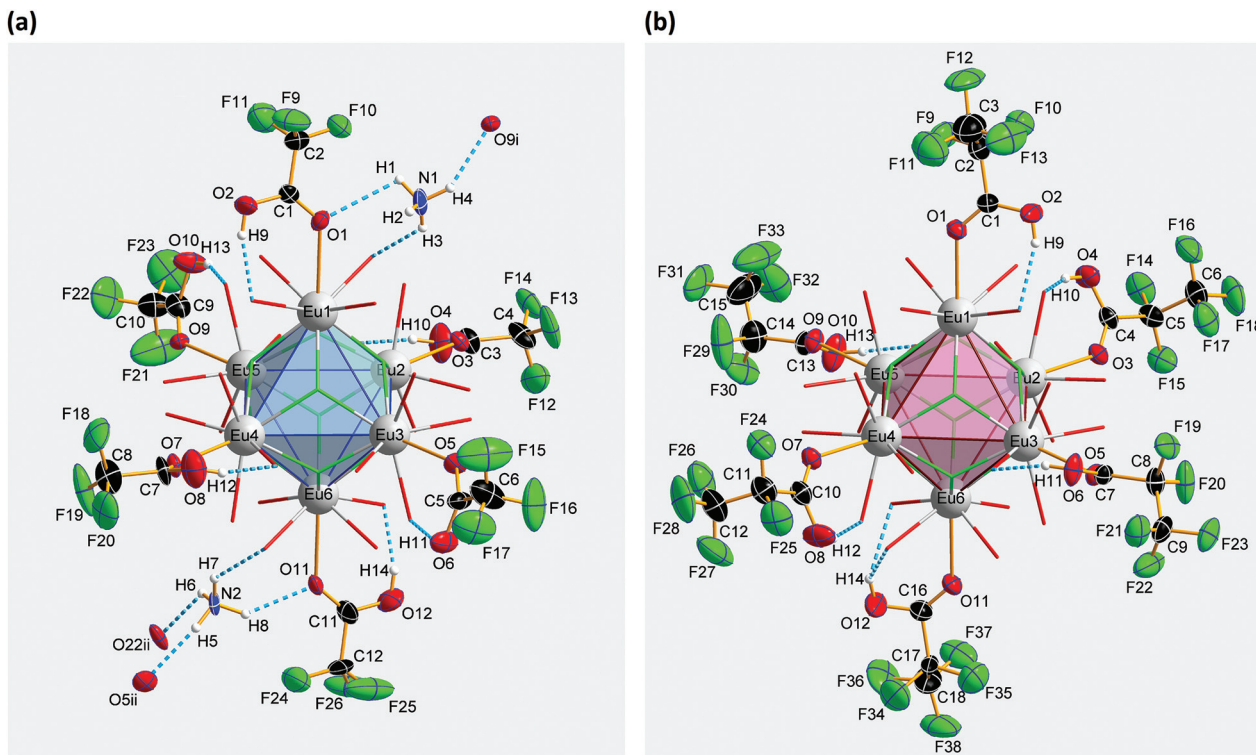 (a)
(b)
F11
F9
F10
O9i
H1
N1
O2
C2
H4
C1
O1
H2
H3
H9
F23
O10
H13
F14
F13
F22
C9
C10
O9
Eu1
H10
O4
C4
O3
C3
F21
Eu5
Eu2
F12
F18
Eu4
Eu3
O5
F15
C8
O7
C7
O8
H12
C6
Eu6
C5
F16
F19
F20
H11
O6
F17
H7
H6
N2
H8
H5
O11
H14
C11
O12
O22ii
O5ii
C12
F24
F26
F25
F12
C3
F10
F9
F11
C2
F13
O1
C1
O2
H9
F16
F33
F31
F32
O4
F14
C6
H10
C15
F18
C4
C5
F17
O9
O10
Eu1
C14
H13
O3
F29
C13
F15
F30
Eu5
Eu2
F24
Eu4
Eu3
F19
F26
O7
O5
C8
C11
H11
O6
C7
F20
C10
Eu6
F28
C12
F25
O8
H12
F21
C9
F23
F27
F22
H14
C16
O11
O12
F37
C17
F36
F35
F34
C18
F38